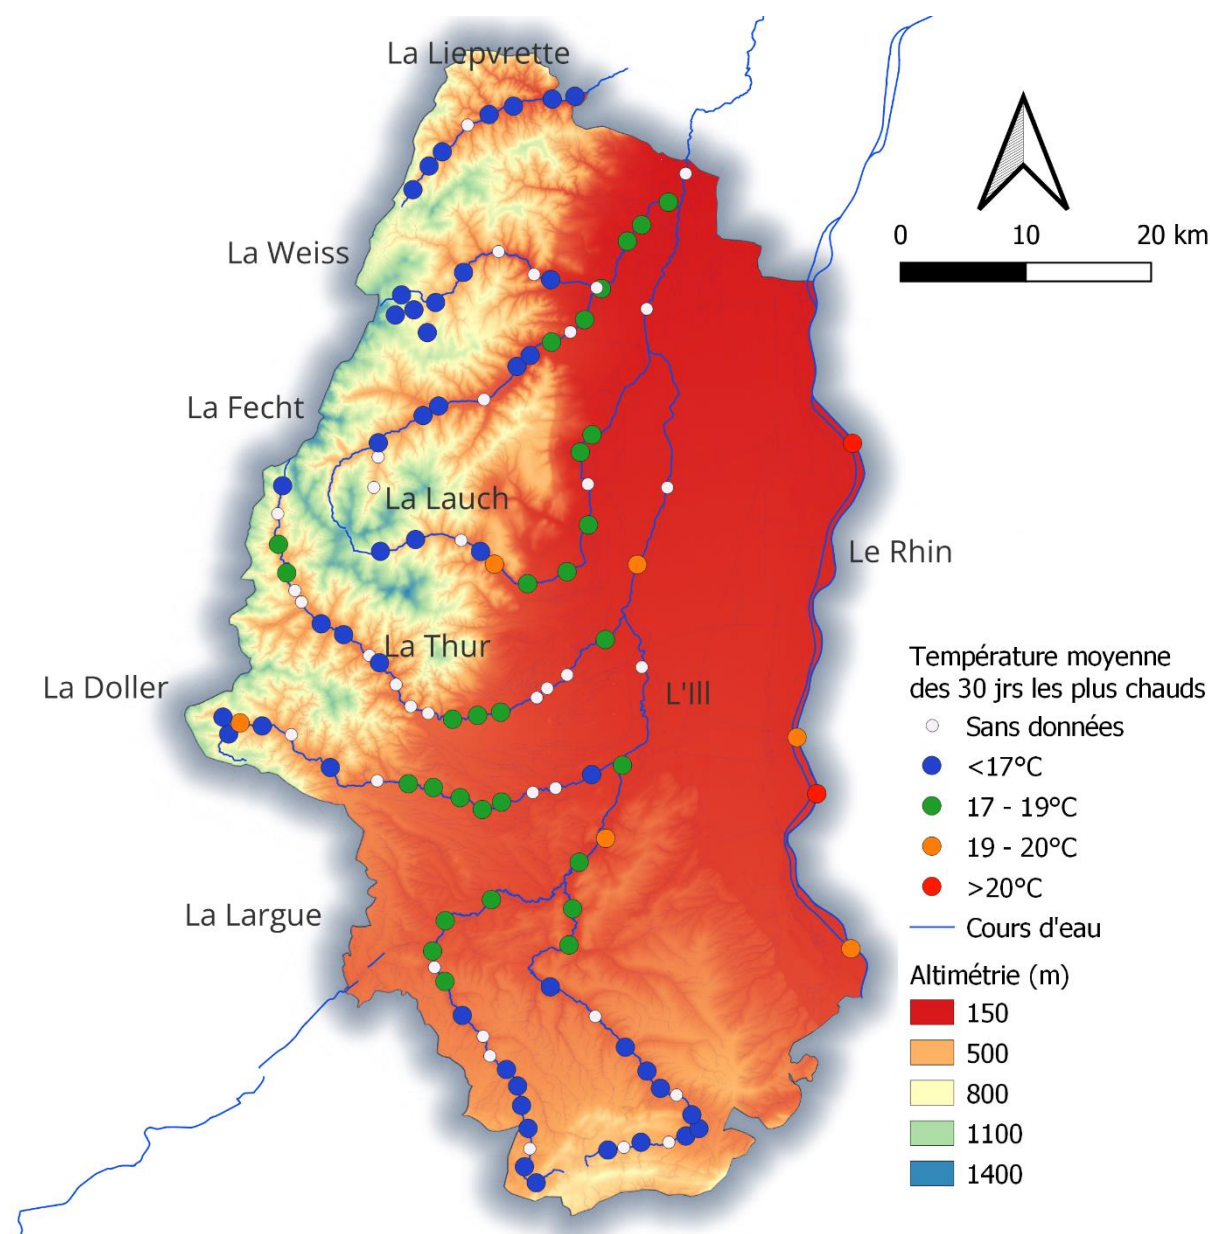 La Liepvrette
La Weiss
0 10 20 km
La Fecht
La Lauch
Le Rhin
La Thur
La Doller
L'Ill
La Largue
Température moyenne
des 30 jrs les plus chauds
Sans données
<17°C
17 - 19°C
19 - 20°C
>20°C
Cours d'eau
Altimétrie (m)
150
500
800
1100
1400